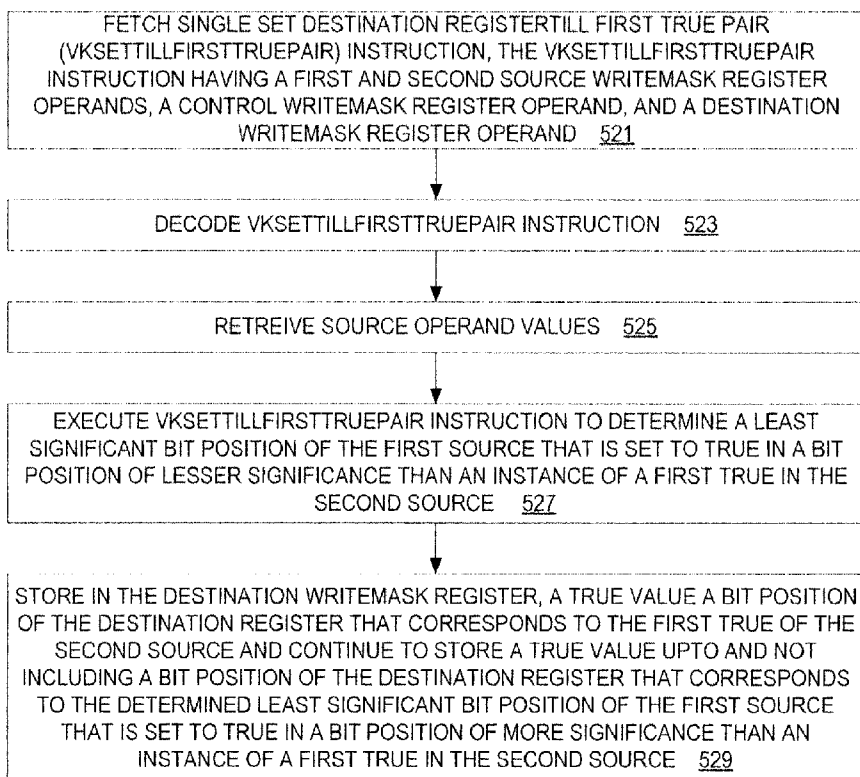 FETCH SINGLE SET DESTINATION REGISTERTILL FIRST TRUE PAIR
(VKSETTILLFIRSTTRUEPAIR) INSTRUCTION, THE VKSETTILLFIRSTTRUEPAIR
INSTRUCTION HAVING A FIRST AND SECOND SOURCE WRITEMASK REGISTER
OPERANDS, A CONTROL WRITEMASK REGISTER OPERAND, AND A DESTINATION
WRITEMASK REGISTER OPERAND 521
DECODE VKSETTILLFIRSTTRUEPAIR INSTRUCTION 523
RETREIVE SOURCE OPERAND VALUES 525
EXECUTE VKSETTILLFIRSTTRUEPAIR INSTRUCTION TO DETERMINE A LEAST
SIGNIFICANT BIT POSITION OF THE FIRST SOURCE THAT IS SET TO TRUE IN A BIT
POSITION OF LESSER SIGNIFICANCE THAN AN INSTANCE OF A FIRST TRUE IN THE
SECOND SOURCE 527
STORE IN THE DESTINATION WRITEMASK REGISTER, A TRUE VALUE A BIT POSITION
OF THE DESTINATION REGISTER THAT CORRESPONDS TO THE FIRST TRUE OF THE
SECOND SOURCE AND CONTINUE TO STORE A TRUE VALUE UPTO AND NOT
INCLUDING A BIT POSITION OF THE DESTINATION REGISTER THAT CORRESPONDS
TO THE DETERMINED LEAST SIGNIFICANT BIT POSITION OF THE FIRST SOURCE
THAT IS SET TO TRUE IN A BIT POSITION OF MORE SIGNIFICANCE THAN AN
INSTANCE OF A FIRST TRUE IN THE SECOND SOURCE 529